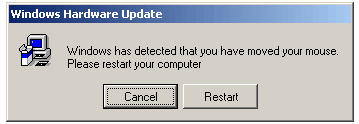 Windows Hardware Update
Windows has detected that you have moved your mouse.
Please restart your computer
Cancel
Restart